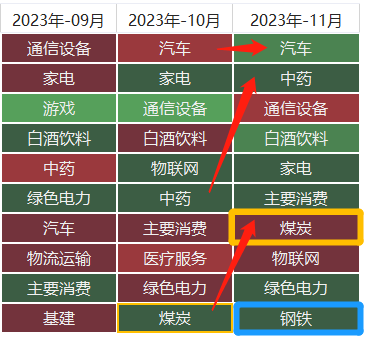 2023年-09月 2023年-10月 2023年-11月
通信设备 汽车 汽车
家电 家电 中药
游戏 通信设备 通信设备
白酒饮料 白酒饮料 白酒饮料
中药 物联网 家电
绿色电力 中药 主要消费
汽车 主要消费 煤炭
物流运输 医疗服务 物联网
主要消费 绿色电力 绿色电力
基建 煤炭 钢铁